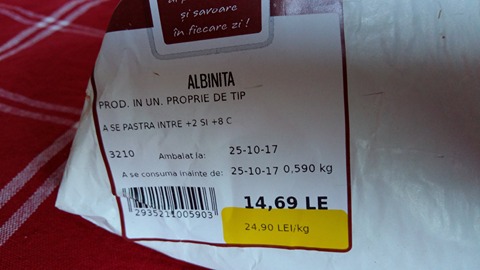 și savoare
în fiecare zi !
ALBINITA
PROD. IN UN. PROPRIE DE TIP
A SE PASTRA INTRE +2 SI +8 C
3210 Ambalat la: 25-10-17
A se consuma inainte de: 25-10-17 0,590 kg
2935211005903
14,69 LE
24,90 LEI/kg